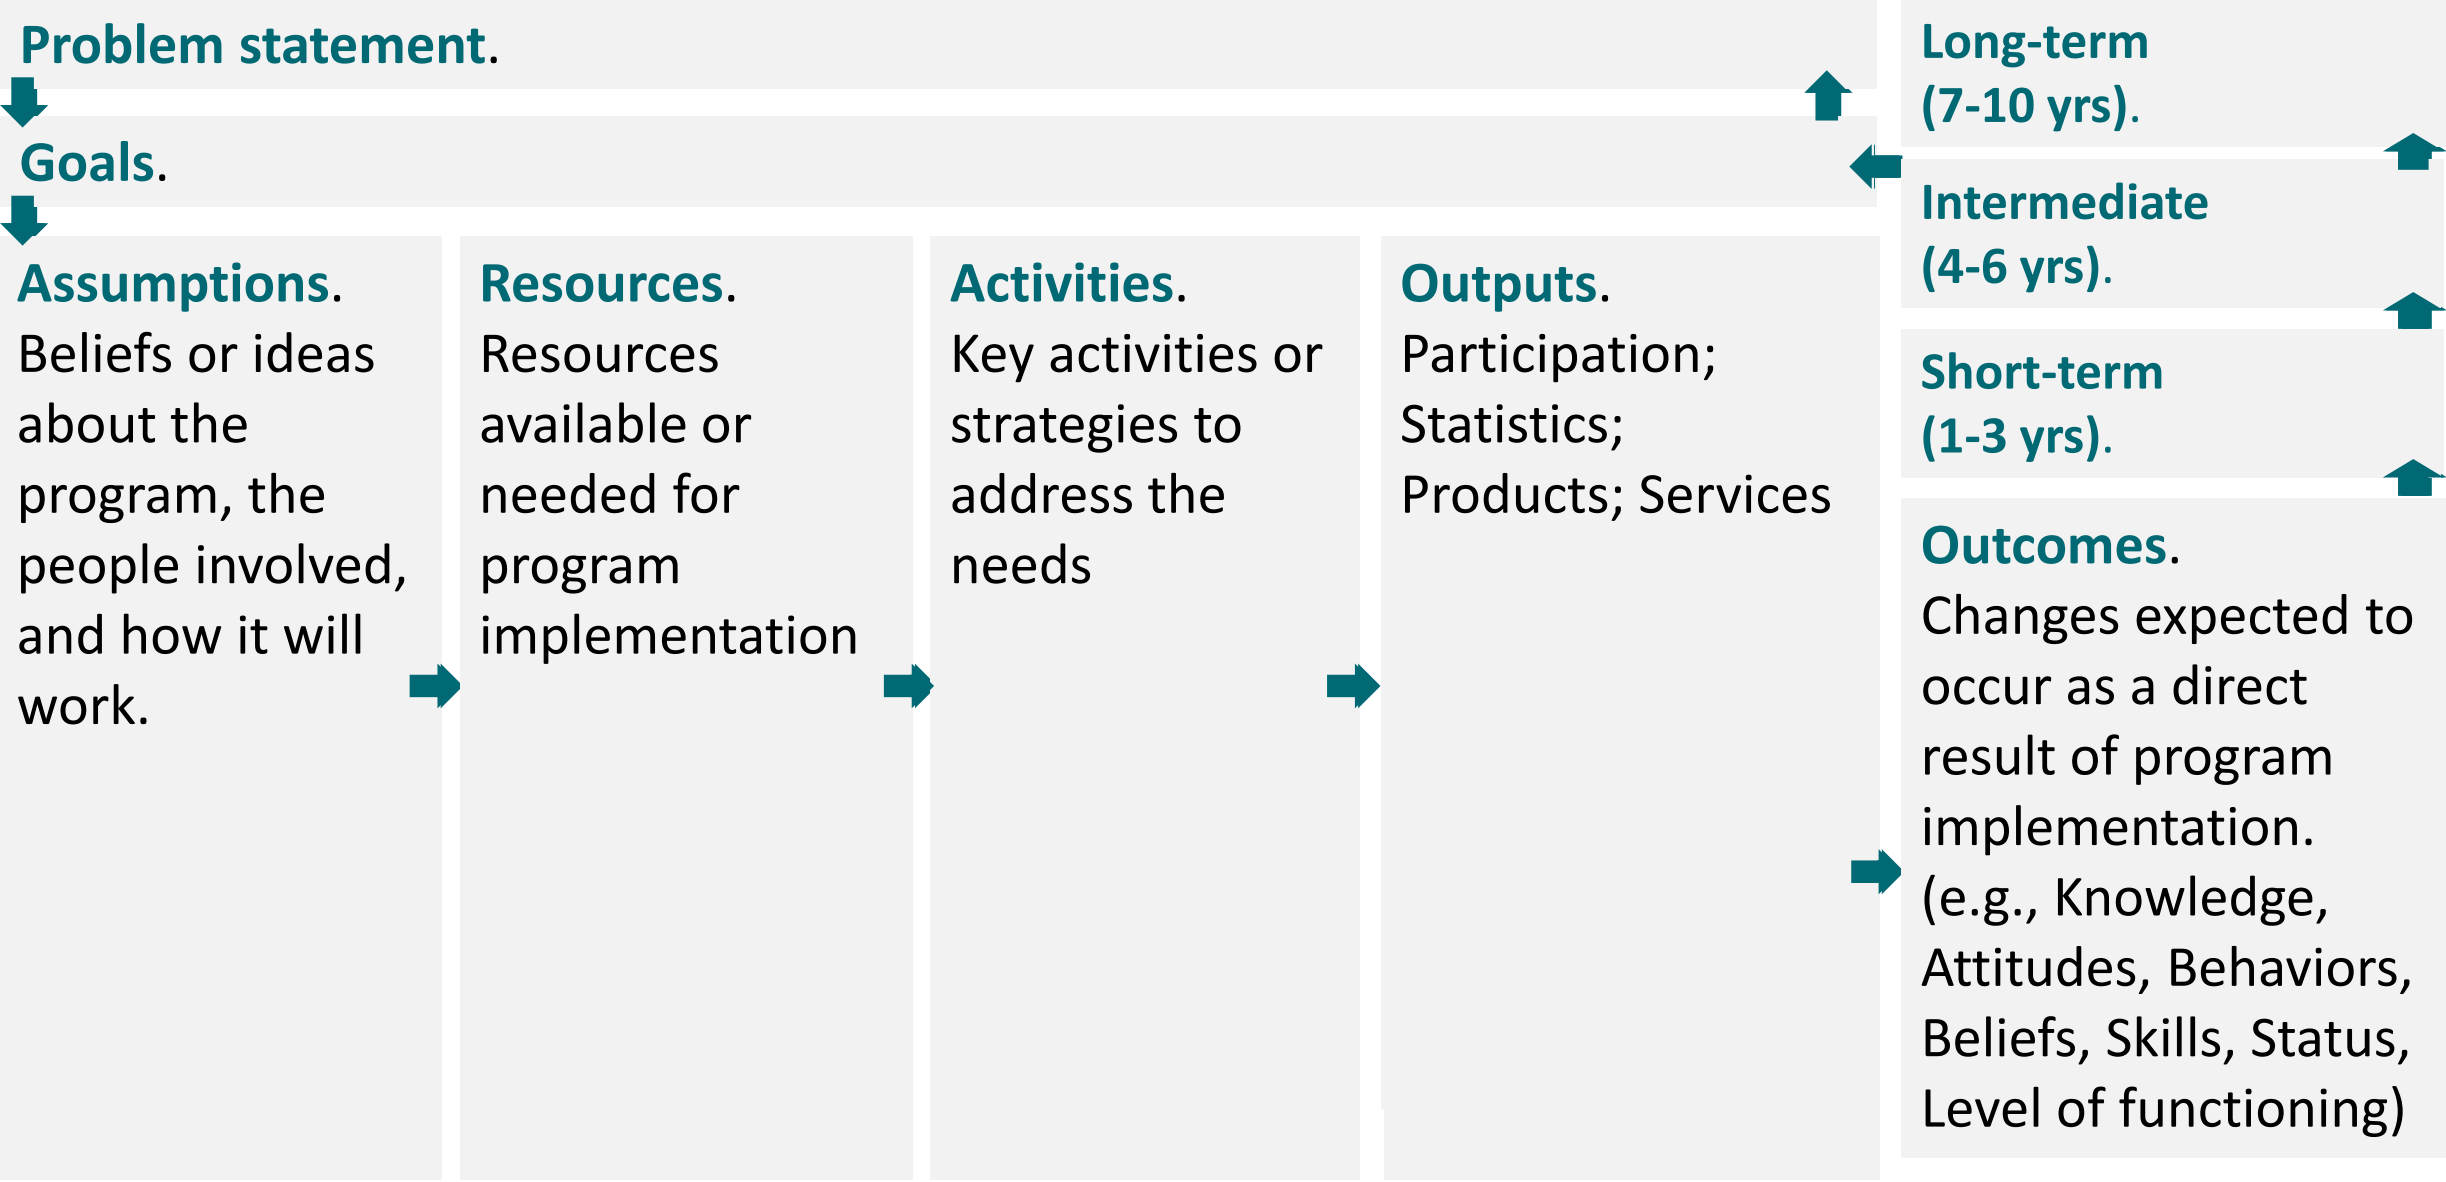 Problem statement.
Goals.
Assumptions.
Beliefs or ideas
about the
program, the
people involved,
and how it will
work.
Resources.
Resources
available or
needed for
program
implementation
Activities.
Key activities or
strategies to
address the
needs
Outputs.
Participation;
Statistics;
Products; Services
Long-term
(7-10 yrs).
Intermediate
(4-6 yrs).
Short-term
(1-3 yrs).
Outcomes.
Changes expected to
occur as a direct
result of program
implementation.
(e.g., Knowledge,
Attitudes, Behaviors,
Beliefs, Skills, Status,
Level of functioning)